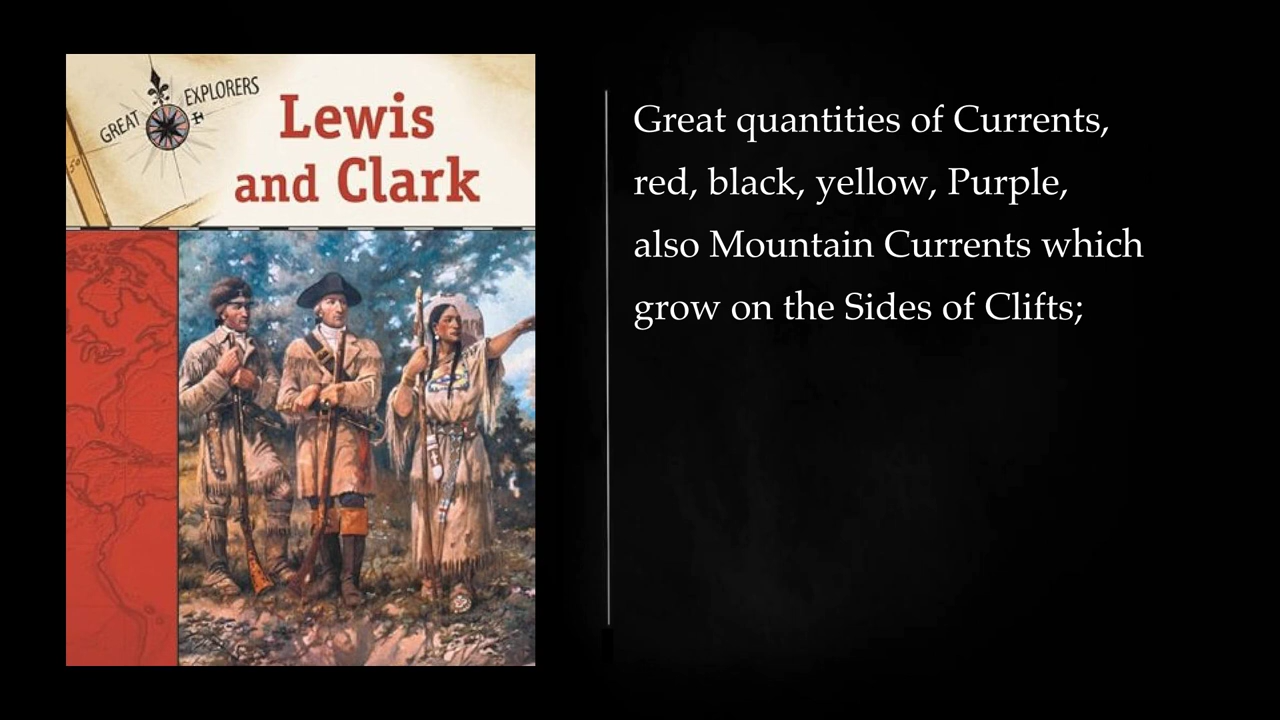 GREAT EXPLORERS
Lewis
and Clark
50
Great quantities of Currents,
red, black, yellow, Purple,
also Mountain Currents which
grow on the Sides of Clifts;